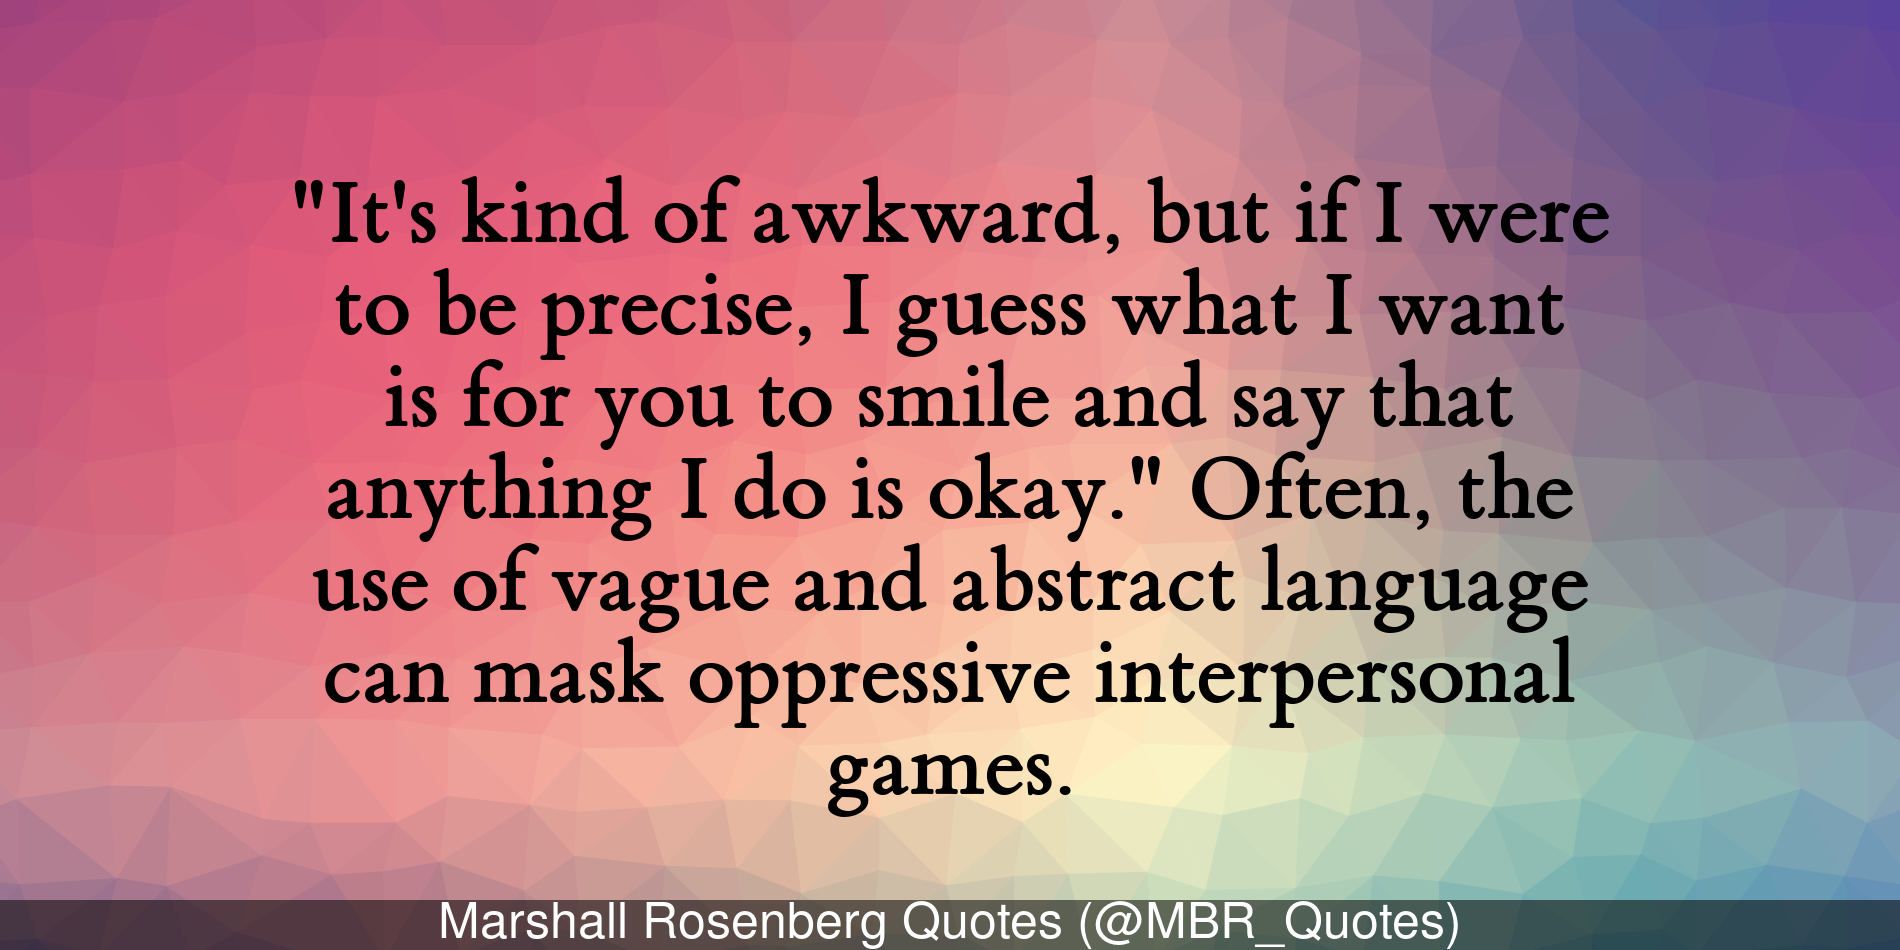 "It's kind of awkward, but if I were
to be precise, I guess what I want
is for you to smile and say that
anything I do is okay." Often, the
use of vague and abstract language
can mask oppressive interpersonal
games.
Marshall Rosenberg Quotes (@MBR_Quotes)